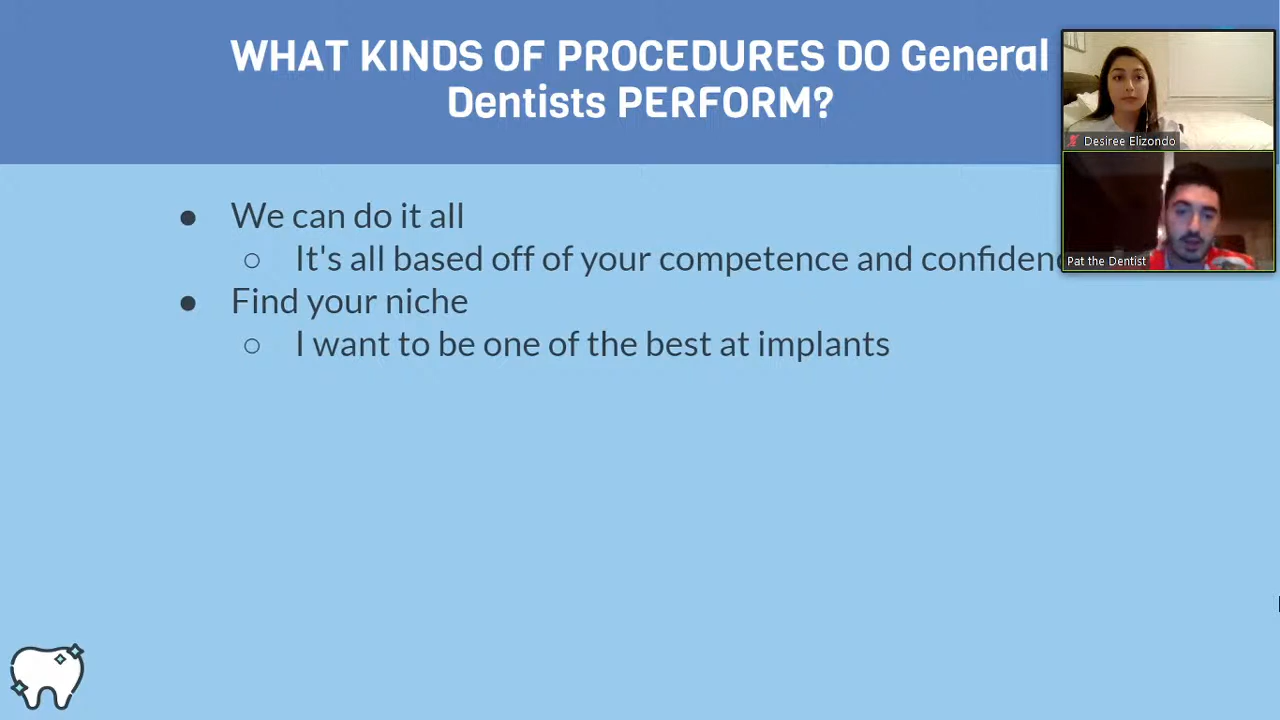 WHAT KINDS OF PROCEDURES DO General
Dentists PERFORM?
Desiree Elizondo
Pat the Dentist
● We can do it all
○ It's all based off of your competence and confiden
● Find your niche
○ I want to be one of the best at implants